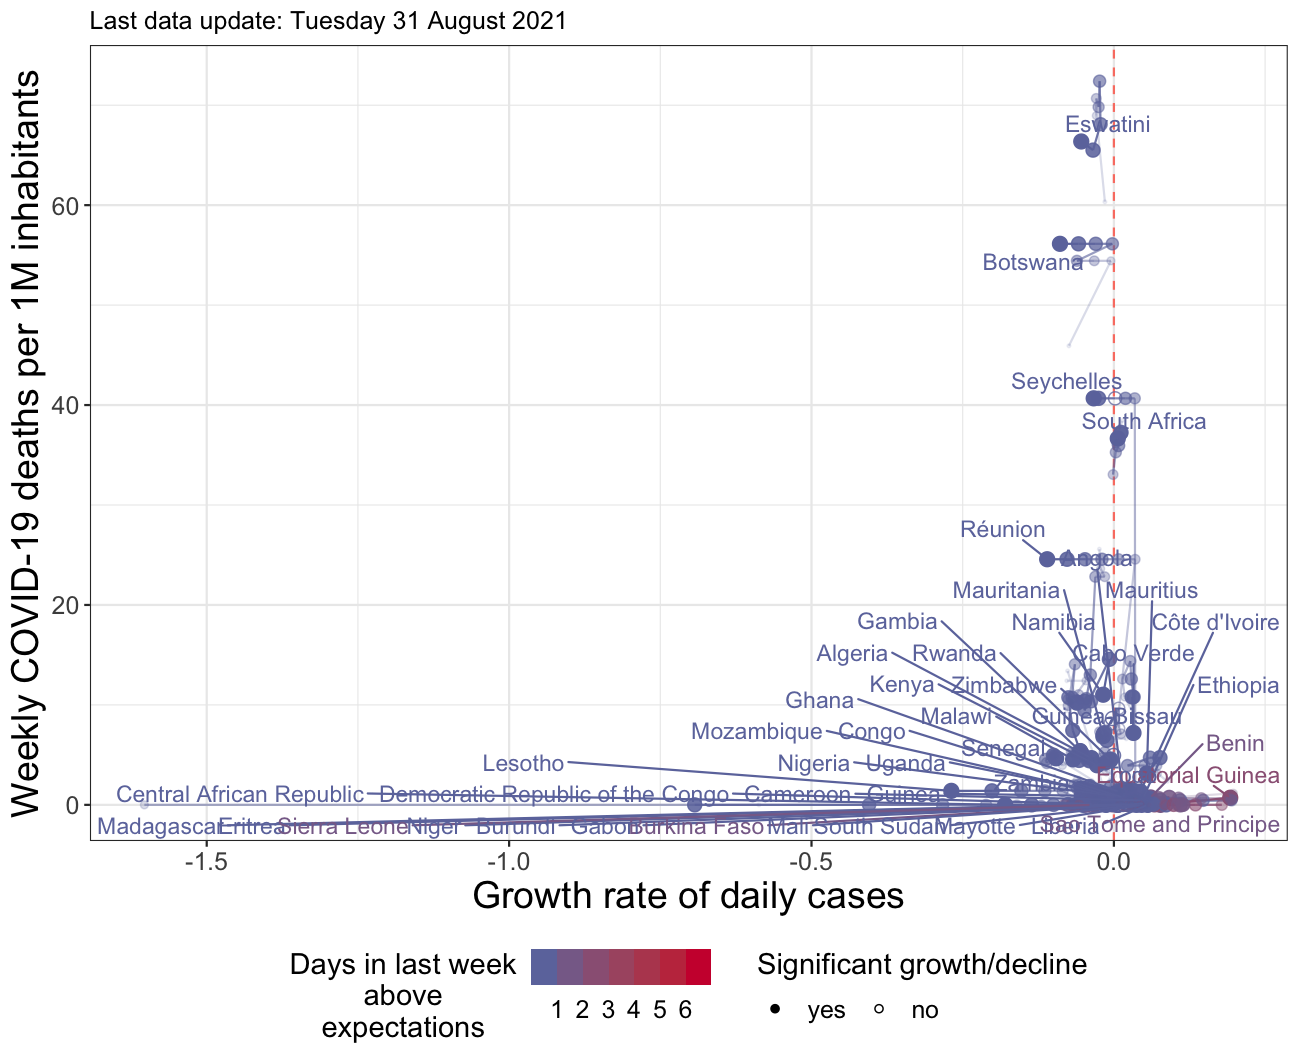 Last data update: Tuesday 31 August 2021
Weekly COVID-19 deaths per 1M inhabitants
60
40
20
0
Eswatini
Botswana
Seychelles
South Africa
Réunion
Angola
Mauritania
Mauritius
Gambia
Namibia
Côte d'Ivoire
Algeria
Rwanda
Cabo Verde
Kenya
Zimbabwe
Ethiopia
Ghana
Malawi
Guinea-Bissau
Mozambique
Congo
Senegal
Benin
Lesotho
Nigeria
Uganda
Zambia
Equatorial Guinea
Central African Republic
Democratic Republic of the Congo
Cameroon
Guinea
Madagascar
Eritrea
Sierra Leone
Niger
Burundi
Gabon
Burkina Faso
Mali
South Sudan
Mayotte
Liberia
Sao Tome and Principe
-1.5
-1.0
-0.5
0.0
Growth rate of daily cases
Days in last week
above
expectations
1 2 3 4 5 6
Significant growth/decline
yes
no